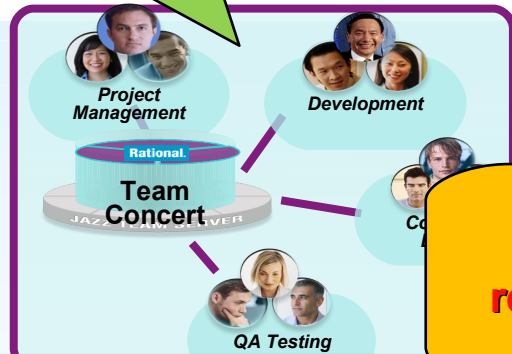 Project
Management
Development
Rational.
Team
Concert
JAZZ TEAM SERVER
QA Testing